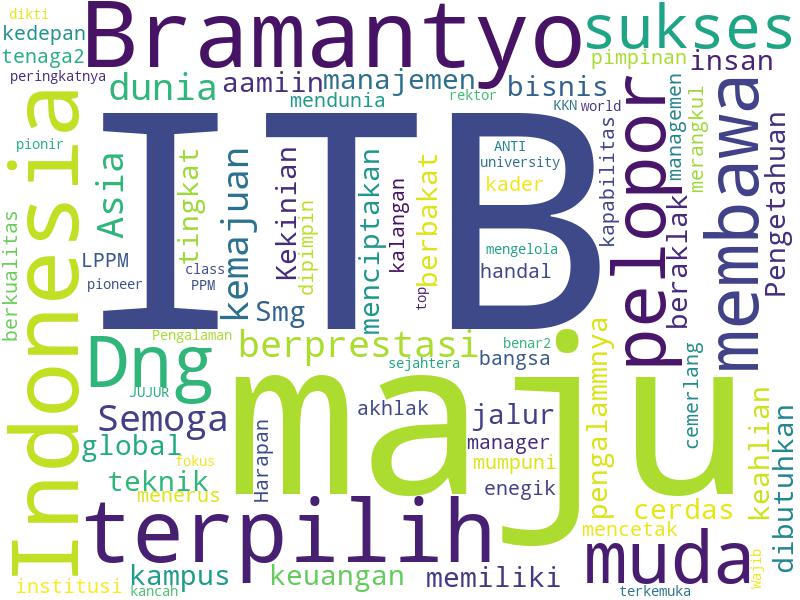 dikti
Bramantyo
sukses
kedepan
tenaga2
pimpinan
insan
peringkatnya
dunia
aamiin
manajemen
bisnis
mendunia
rektor
KKN
world
Indonesia
pionir
ITB
pelopor
managemen
merangkul
membawa
Pengetahuan
Asia
tingkat
kemajuan
Kekinian
dipimpin
menciptakan
kalangan
berbakat
top
ANTI
university
kader
kapabilitas
beraklak
berkualitas
LPPM
pioneer
class
PPM
mengelola
handal
Smg
Pengalaman
berprestasi
benar2
sejahtera
bangsa
Dng
JUJUR
maju
pengalammnya
cemerlang
Semoga
akhlak
jalur
global
Harapan
manager
fokus
mumpuni
teknik
menerus
enegik
keahlian
dibutuhkan
terpilih
cerdas
mencetak
muda
Wajib
institusi
kampus
kancah
keuangan
memiliki
terkemuka